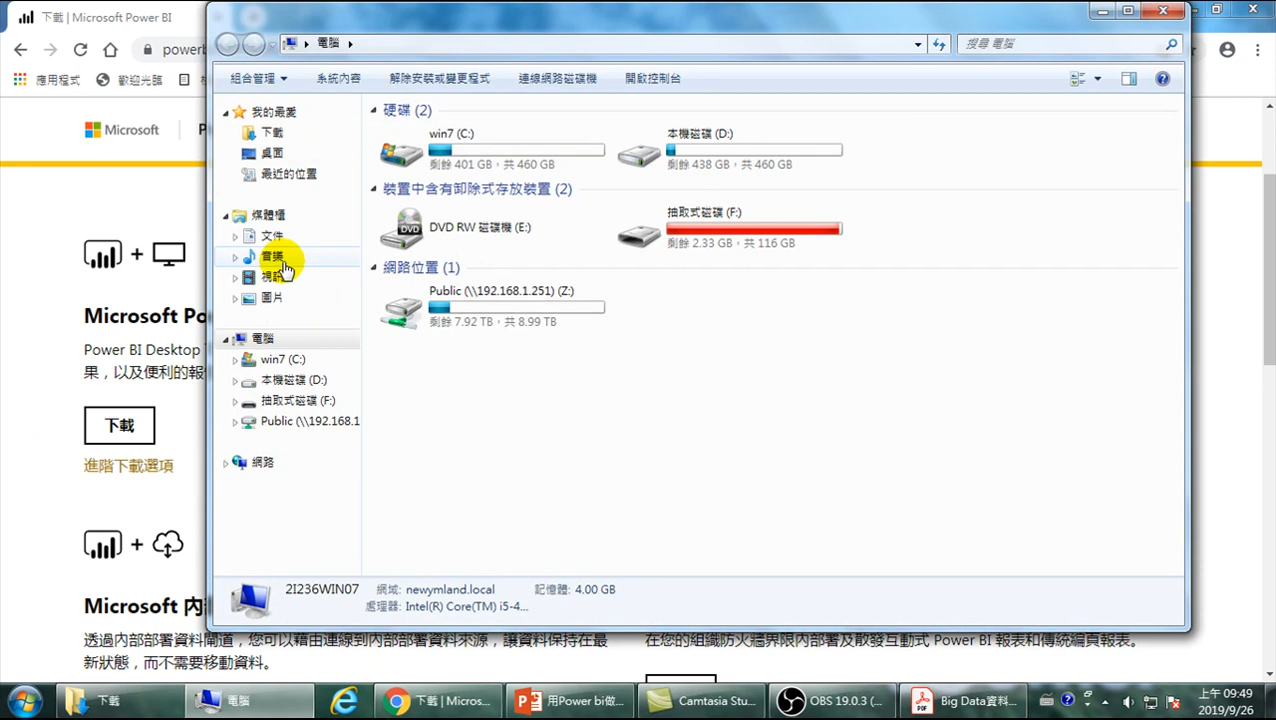 下載 | Microsoft Power BI
powerb
應用程式
歡迎光臨
Microsoft
P
Microsoft Po
Power BI Desktop
果，以及便利的報
下載
進階下載選項
Microsoft 內
透過內部部署資料閘道，您可以藉由連線到內部部署資料來源，讓資料保持在最
新狀態，而不需要移動資料。
在您的組織防火牆界限內部署及散發互動式 Power BI 報表和傳統編頁報表。
電腦
搜尋 電腦
組合管理
系統內容
解除安裝或變更程式
連線網路磁碟機
開啟控制台
我的最愛
下載
桌面
最近的位置
媒體櫃
文件
音樂
視訊
圖片
電腦
win7 (C:)
本機磁碟 (D:)
抽取式磁碟 (F:)
Public (\\192.168.1
網路
硬碟 (2)
win7 (C:)
剩餘 401 GB，共 460 GB
本機磁碟 (D:)
剩餘 438 GB，共 460 GB
裝置中含有卸除式存放裝置 (2)
DVD
DVD RW 磁碟機 (E:)
抽取式磁碟 (F:)
剩餘 2.33 GB，共 116 GB
網路位置 (1)
Public (\\192.168.1.251) (Z:)
剩餘 7.92 TB，共 8.99 TB
2I236WIN07
網域: newymland.local
記憶體: 4.00 GB
處理器: Intel(R) Core(TM) i5-4...
下載
電腦
下載 | Micros...
用Power bi做...
Camtasia Stu...
OBS 19.0.3 (...
Big Data資料...
上午 09:49
2019/9/26